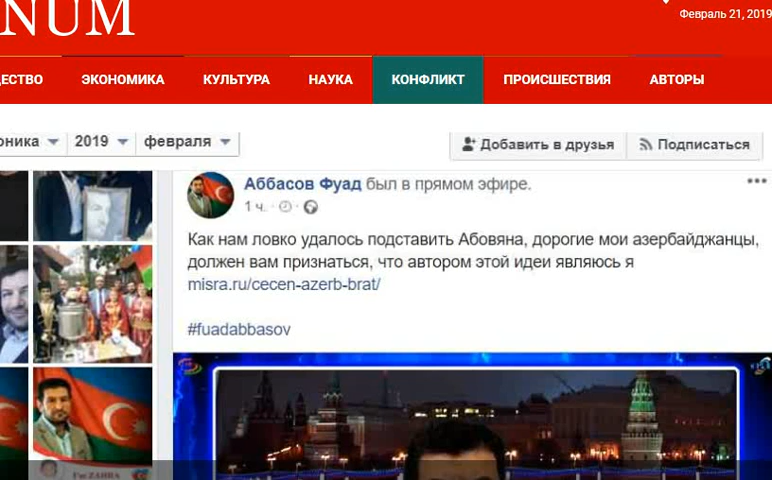 NUM
Февраль 21, 2019
ЕСТВО ЭКОНОМИКА КУЛЬТУРА НАУКА КОНФЛИКТ ПРОИСШЕСТВИЯ АВТОРЫ
оника 2019 февраля Добавить в друзья Подписаться
Аббасов Фуад был в прямом эфире.
1 ч.
Как нам ловко удалось подставить Абовяна, дорогие мои азербайджанцы,
должен вам признаться, что автором этой идеи являюсь я
misra.ru/cecen-azerb-brat/
#fuadabbasov